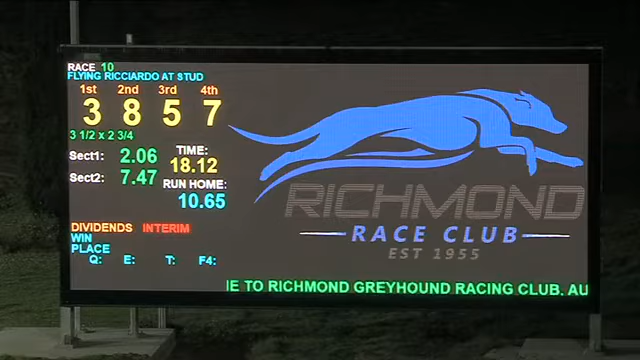 RACE 10
FLYING RICCIARDO AT STUD
1st 2nd 3rd 4th
3 8 5 7
3 1/2 x 2 3/4
Sect1: 2.06
Sect2: 7.47
TIME:
18.12
RUN HOME:
10.65
DIVIDENDS INTERIM
WIN
PLACE
Q: E: T: F4:
RICHMOND
RACE CLUB
EST 1955
IE TO RICHMOND GREYHOUND RACING CLUB. AU